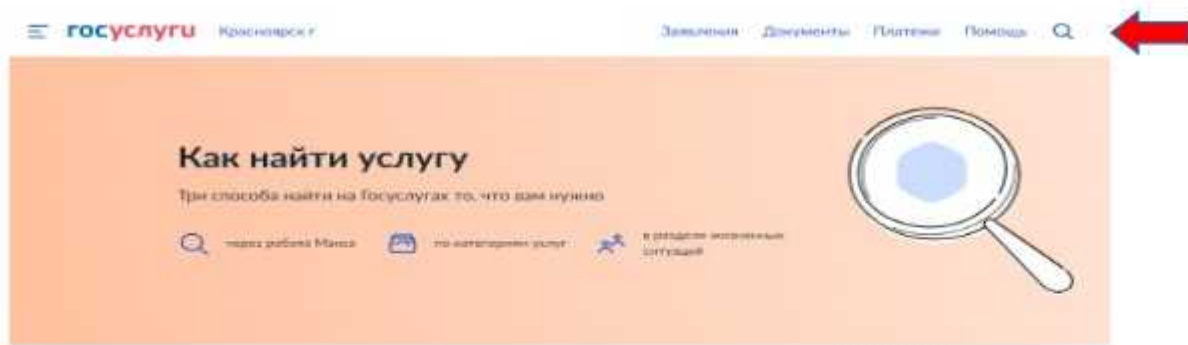 госуслуги Красноярск г Заявления Документы Платежи Помощь
Как найти услугу
Три способа найти на Госуслугах то, что вам нужно
через робота Макса по категориям услуг в разделе жизненных
ситуаций